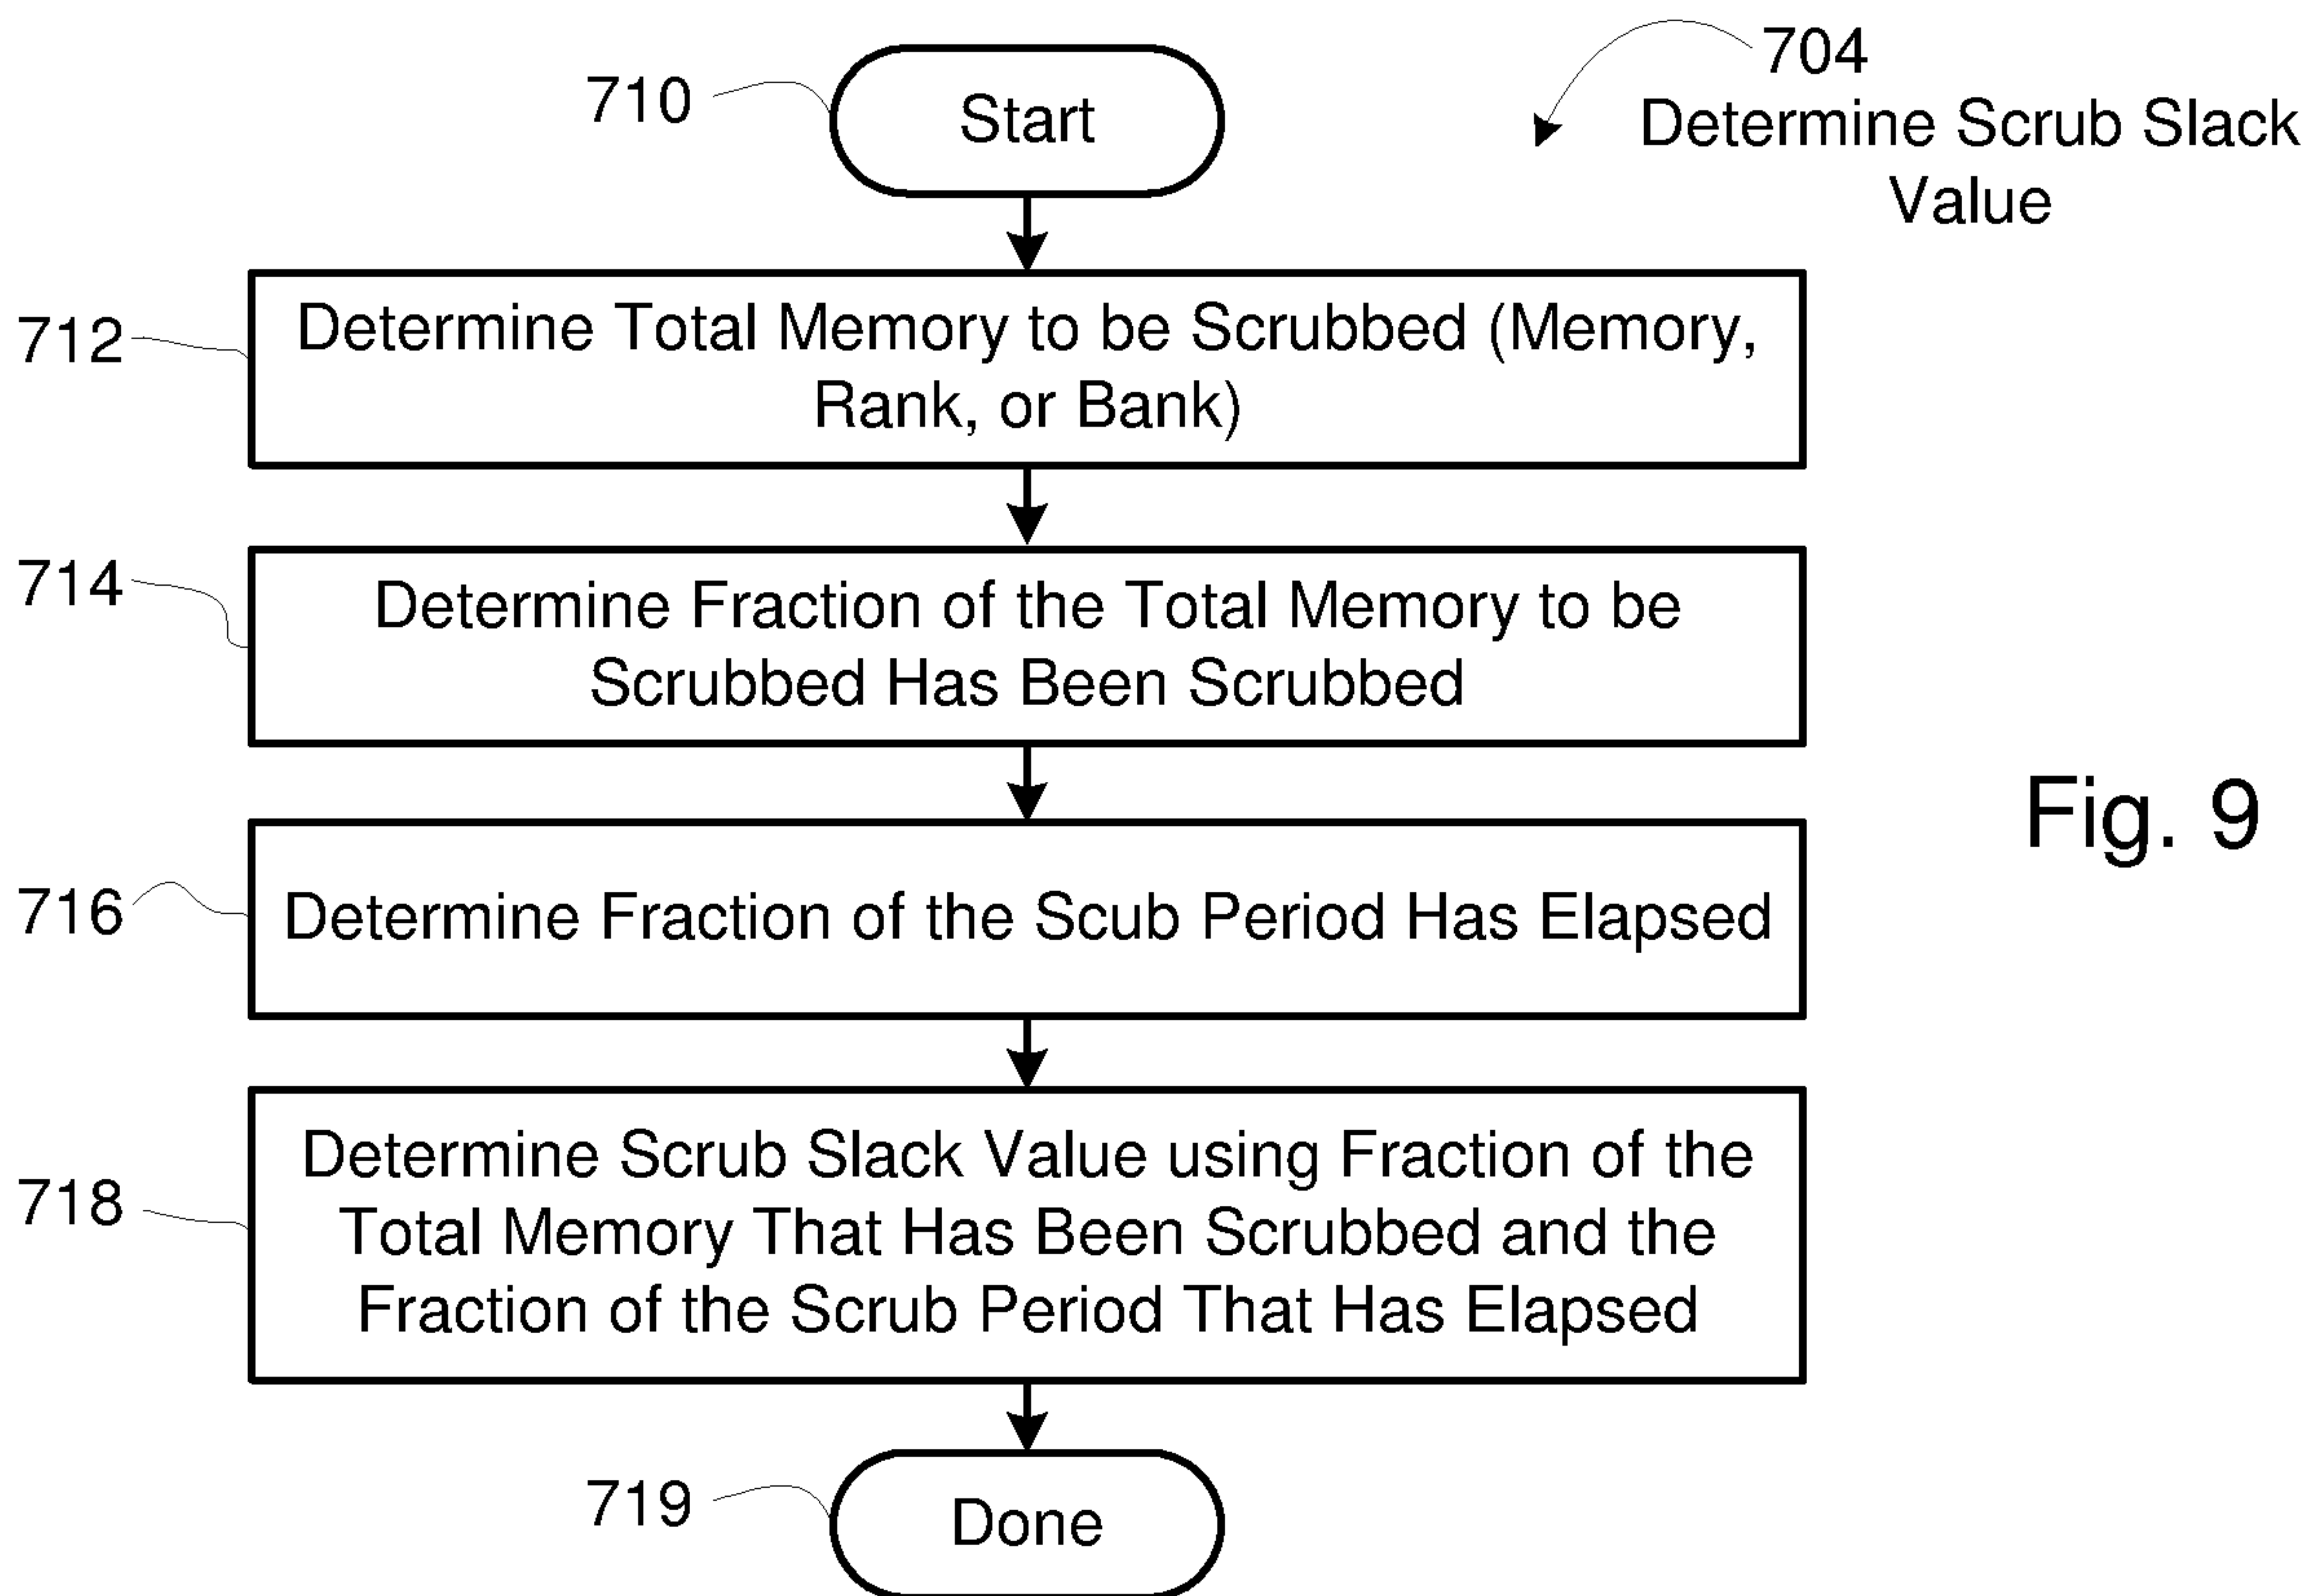 704
Determine Scrub Slack
Value
710
Start
712
Determine Total Memory to be Scrubbed (Memory,
Rank, or Bank)
714
Determine Fraction of the Total Memory to be
Scrubbed Has Been Scrubbed
716
Determine Fraction of the Scub Period Has Elapsed
718
Determine Scrub Slack Value using Fraction of the
Total Memory That Has Been Scrubbed and the
Fraction of the Scrub Period That Has Elapsed
719
Done
Fig. 9